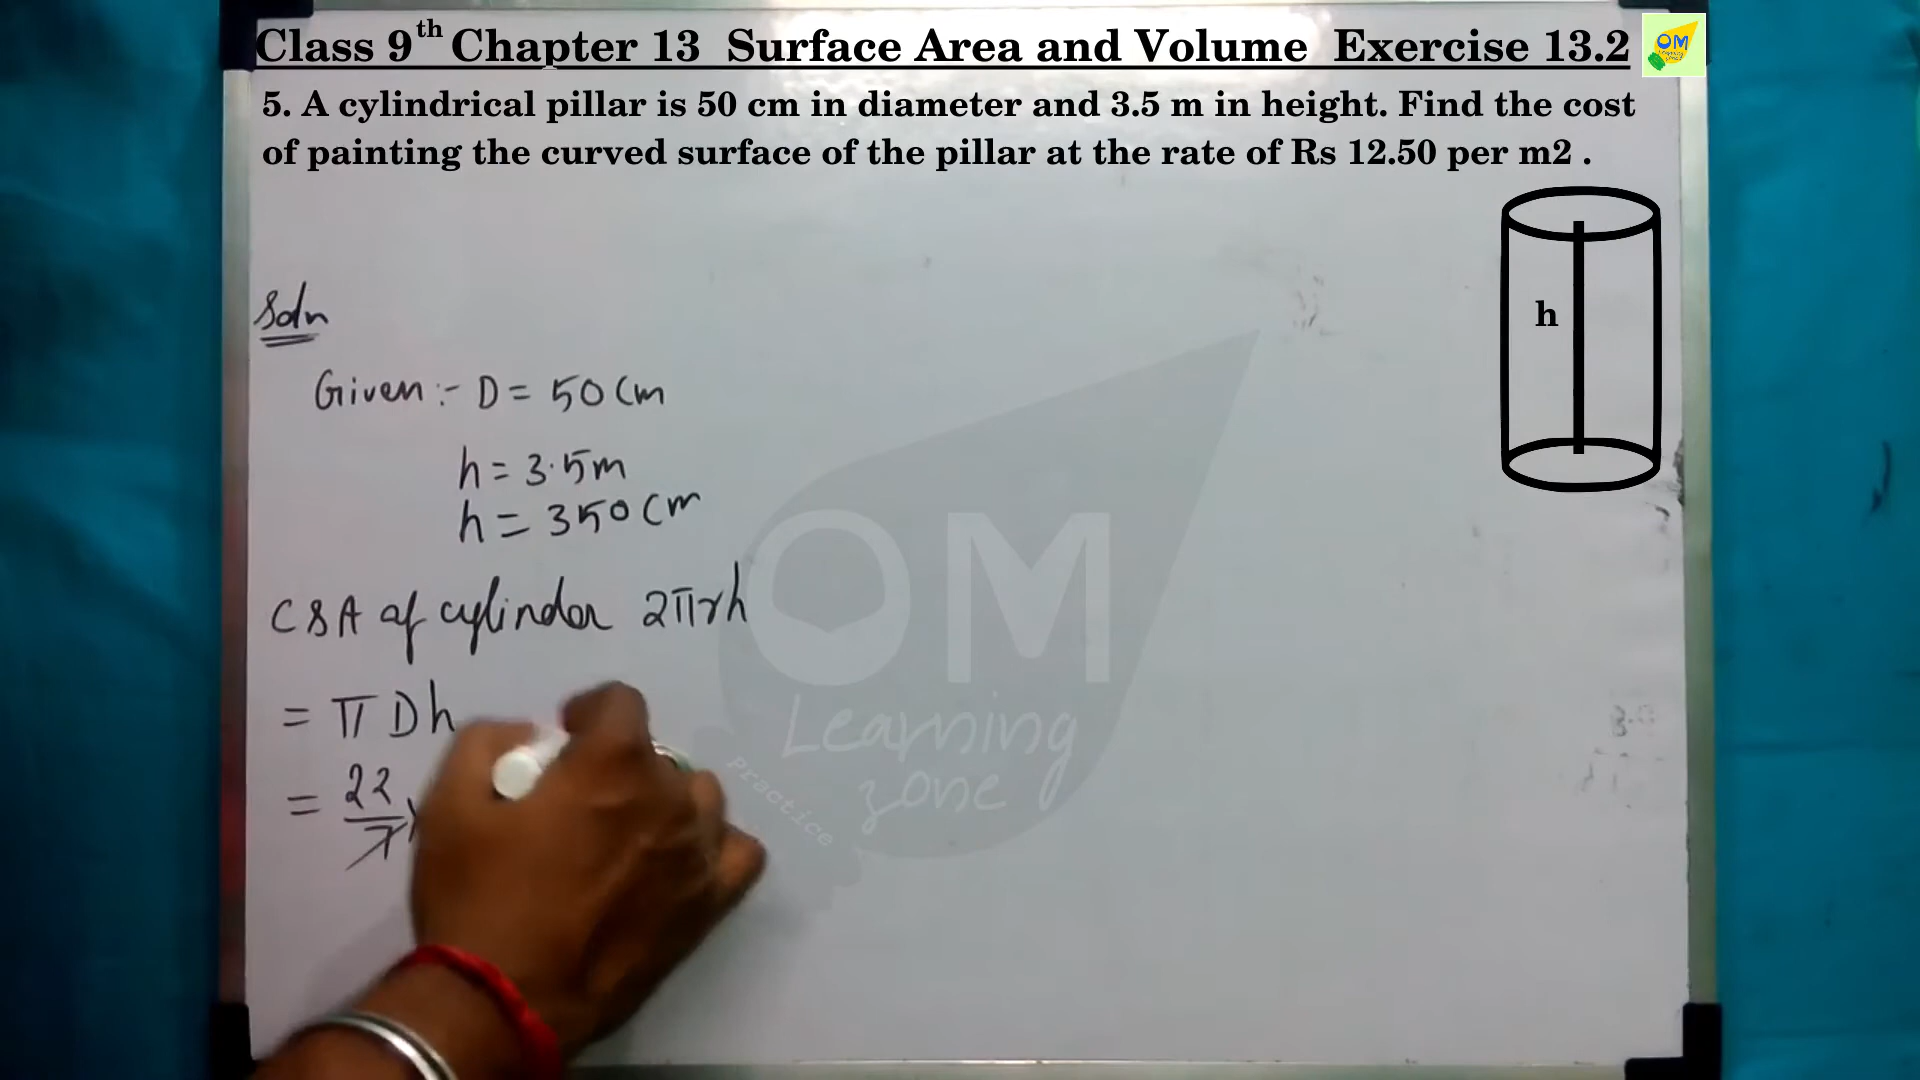 Class 9th Chapter 13 Surface Area and Volume Exercise 13.2
OM
5. A cylindrical pillar is 50 cm in diameter and 3.5 m in height. Find the cost
of painting the curved surface of the pillar at the rate of Rs 12.50 per m2 .
h
Soln
Given :- D = 50 cm
h = 3.5m
h = 350 cm
CSA of cylinder 2πrh
= πDh
= 22/7
OM
Learning
zone
Practice